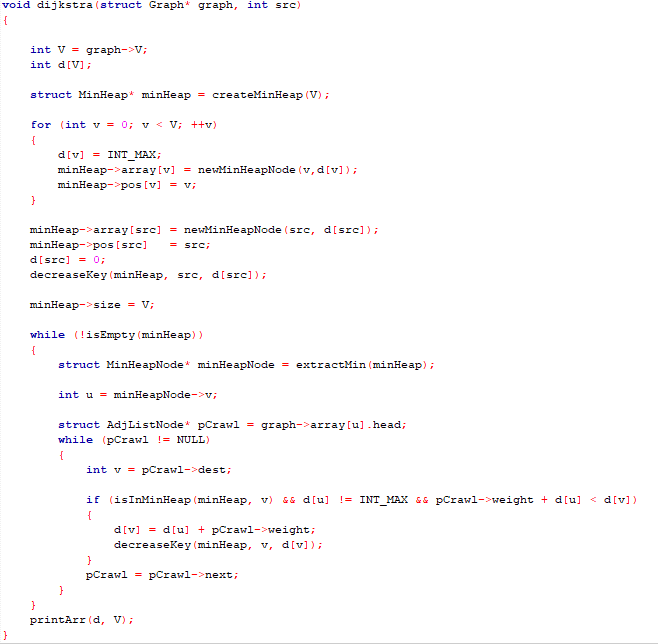 void dijkstra(struct Graph* graph, int src)
{
int V = graph->V;
int d[V];
struct MinHeap* minHeap = createMinHeap(V);
for (int v = 0; v < V; ++v)
{
d[v] = INT_MAX;
minHeap->array[v] = newMinHeapNode(v,d[v]);
minHeap->pos[v] = v;
}
minHeap->array[src] = newMinHeapNode(src, d[src]);
minHeap->pos[src]   = src;
d[src] = 0;
decreaseKey(minHeap, src, d[src]);
minHeap->size = V;
while (!isEmpty(minHeap))
{
struct MinHeapNode* minHeapNode = extractMin(minHeap);
int u = minHeapNode->v;
struct AdjListNode* pCrawl = graph->array[u].head;
while (pCrawl != NULL)
{
int v = pCrawl->dest;
if (isInMinHeap(minHeap, v) && d[u] != INT_MAX && pCrawl->weight + d[u] < d[v])
{
d[v] = d[u] + pCrawl->weight;
decreaseKey(minHeap, v, d[v]);
}
pCrawl = pCrawl->next;
}
}
printArr(d, V);
}